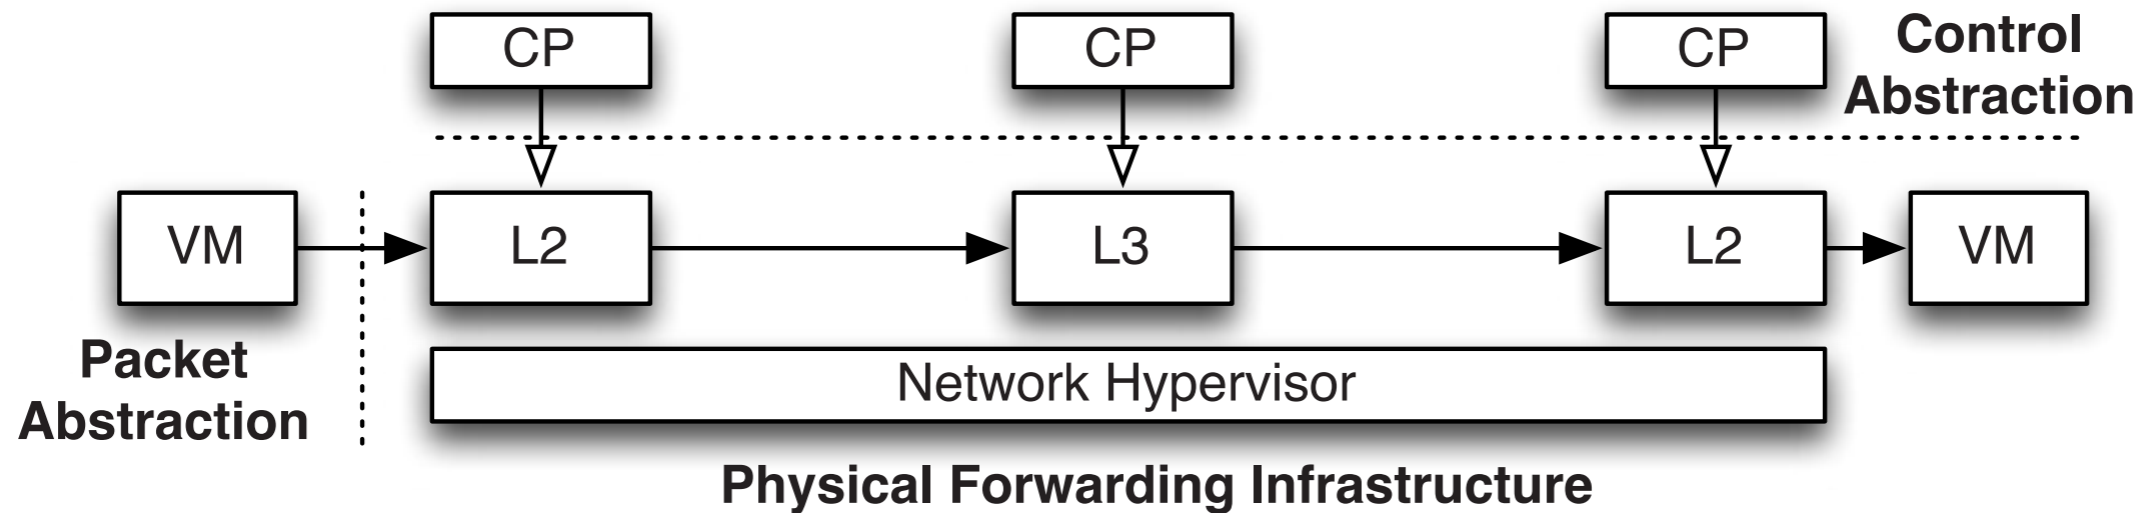 CP
CP
CP
Control
Abstraction
VM
L2
L3
L2
VM
Packet
Abstraction
Network Hypervisor
Physical Forwarding Infrastructure